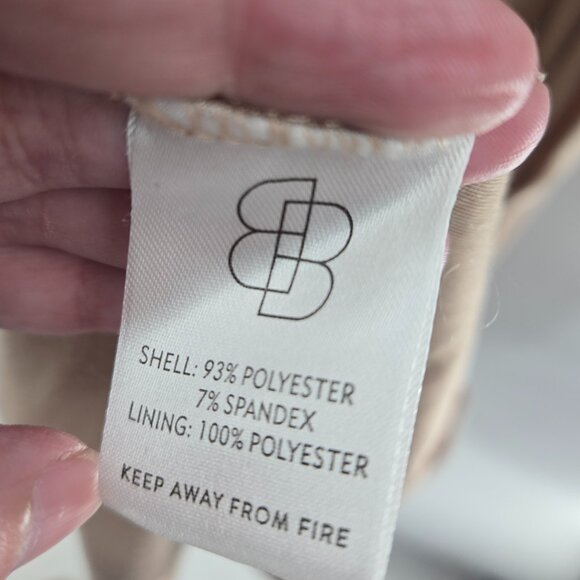 SHELL: 93% POLYESTER
7% SPANDEX
LINING: 100% POLYESTER
KEEP AWAY FROM FIRE